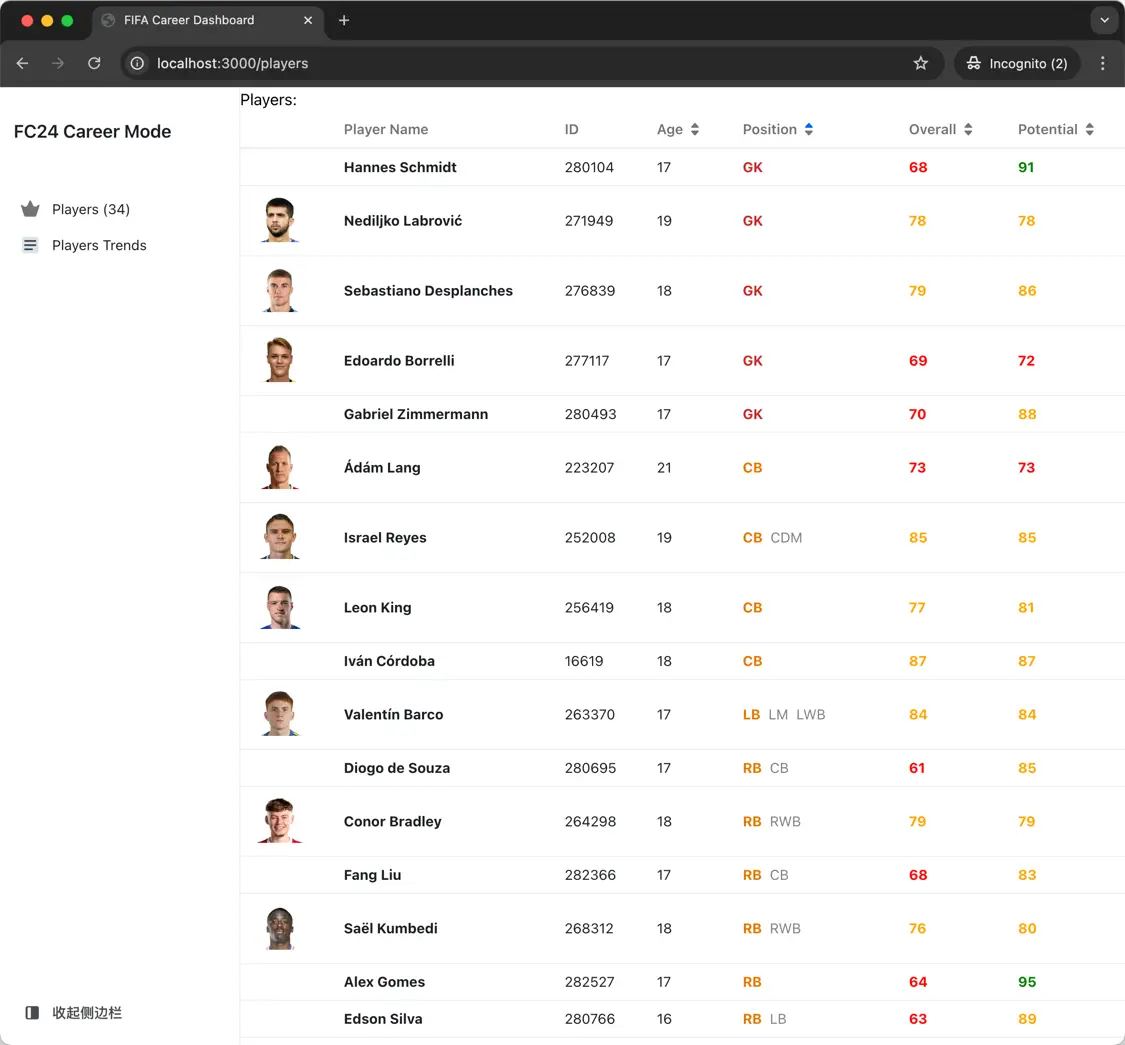 FIFA Career Dashboard
localhost:3000/players
Incognito (2)
FC24 Career Mode
Players (34)
Players Trends
收起侧边栏
Players:
Player Name ID Age Position Overall Potential
Hannes Schmidt 280104 17 GK 68 91
Nediljko Labrović 271949 19 GK 78 78
Sebastiano Desplanches 276839 18 GK 79 86
Edoardo Borrelli 277117 17 GK 69 72
Gabriel Zimmermann 280493 17 GK 70 88
Ádám Lang 223207 21 CB 73 73
Israel Reyes 252008 19 CB CDM 85 85
Leon King 256419 18 CB 77 81
Iván Córdoba 16619 18 CB 87 87
Valentín Barco 263370 17 LB LM LWB 84 84
Diogo de Souza 280695 17 RB CB 61 85
Conor Bradley 264298 18 RB RWB 79 79
Fang Liu 282366 17 RB CB 68 83
Saël Kumbedi 268312 18 RB RWB 76 80
Alex Gomes 282527 17 RB 64 95
Edson Silva 280766 16 RB LB 63 89